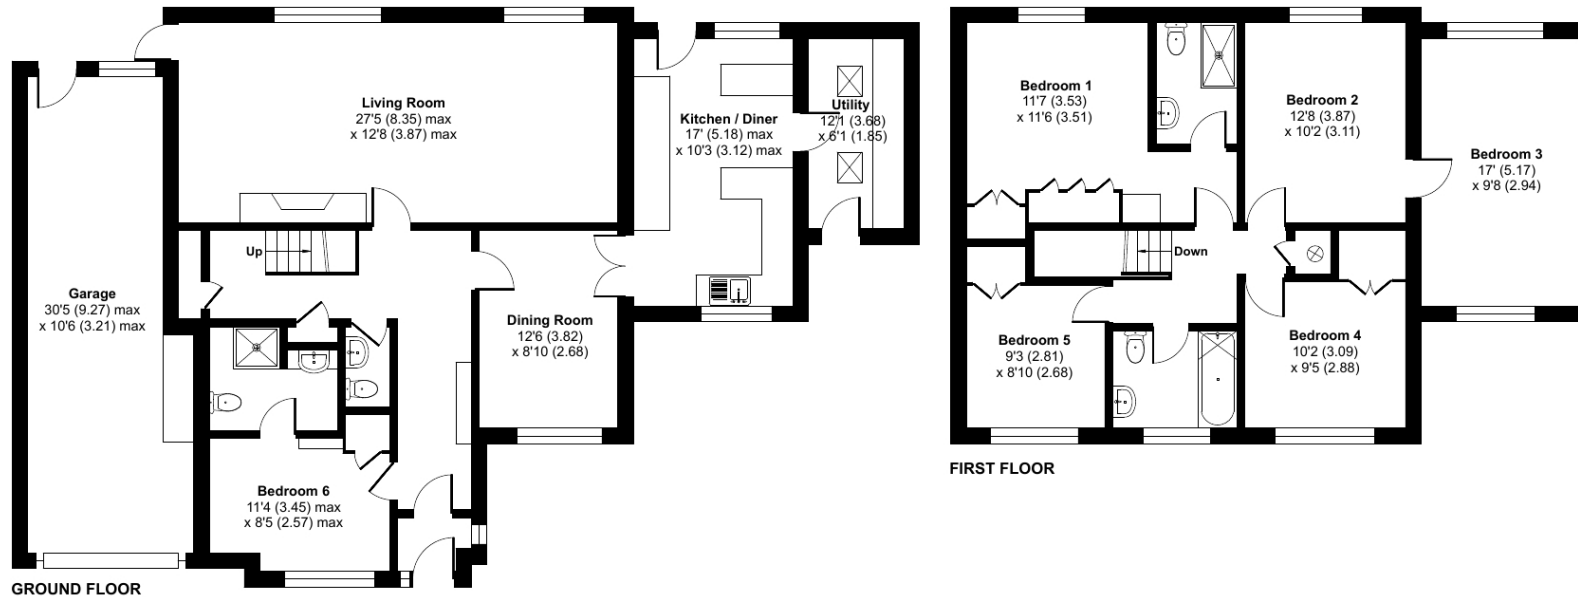 Living Room
27'5 (8.35) max
x 12'8 (3.87) max
Kitchen / Diner
17' (5.18) max
x 10'3 (3.12) max
Utility
12'1 (3.68)
x 6'1 (1.85)
Up
Garage
30'5 (9.27) max
x 10'6 (3.21) max
Dining Room
12'6 (3.82)
x 8'10 (2.68)
Bedroom 6
11'4 (3.45) max
x 8'5 (2.57) max
GROUND FLOOR
Bedroom 1
11'7 (3.53)
x 11'6 (3.51)
Bedroom 2
12'8 (3.87)
x 10'2 (3.11)
Bedroom 3
17' (5.17)
x 9'8 (2.94)
Down
Bedroom 5
9'3 (2.81)
x 8'10 (2.68)
Bedroom 4
10'2 (3.09)
x 9'5 (2.88)
FIRST FLOOR